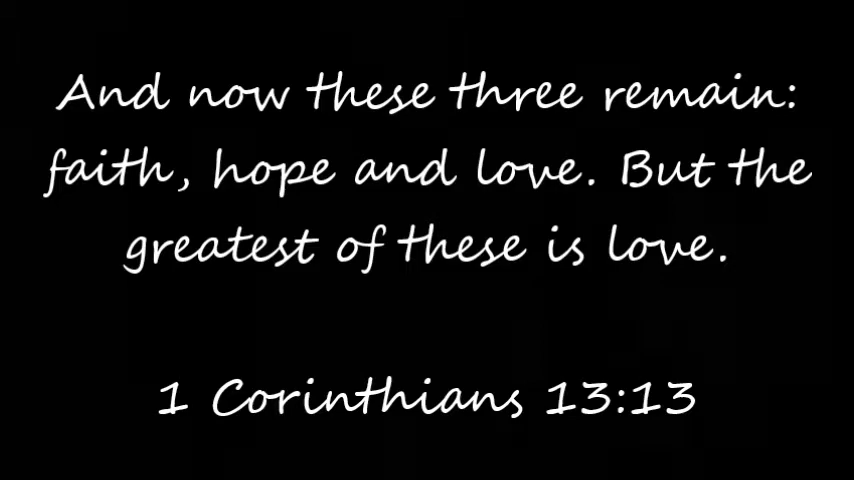 And now these three remain:
faith, hope and love. But the
greatest of these is love.
1 Corinthians 13:13